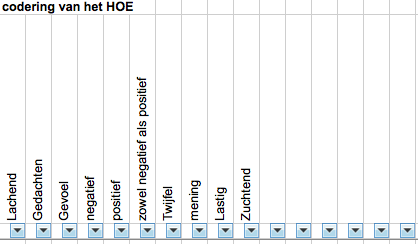 codering van het HOE
Lachend
Gedachten
Gevoel
negatief
positief
zowel negatief als positief
Twijfel
mening
Lastig
Zuchtend